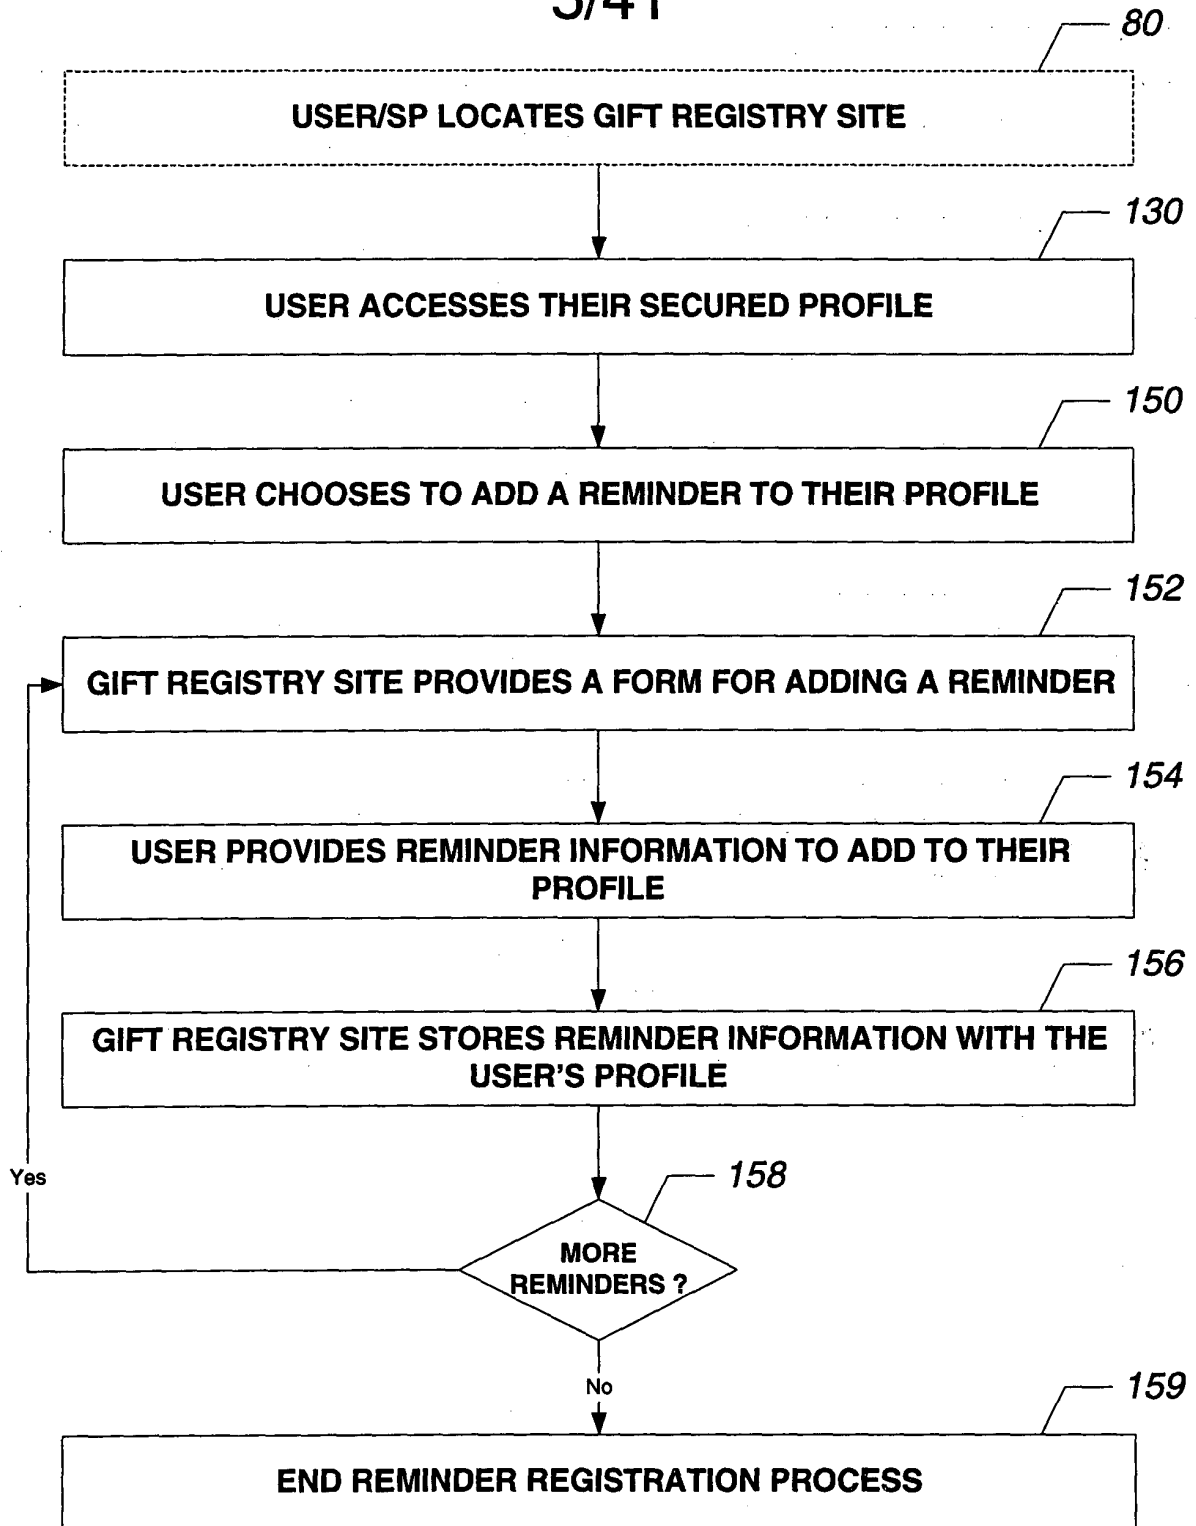 80
USER/SP LOCATES GIFT REGISTRY SITE
130
USER ACCESSES THEIR SECURED PROFILE
150
USER CHOOSES TO ADD A REMINDER TO THEIR PROFILE
152
GIFT REGISTRY SITE PROVIDES A FORM FOR ADDING A REMINDER
154
USER PROVIDES REMINDER INFORMATION TO ADD TO THEIR
PROFILE
156
GIFT REGISTRY SITE STORES REMINDER INFORMATION WITH THE
USER'S PROFILE
Yes
158
MORE
REMINDERS ?
No
159
END REMINDER REGISTRATION PROCESS